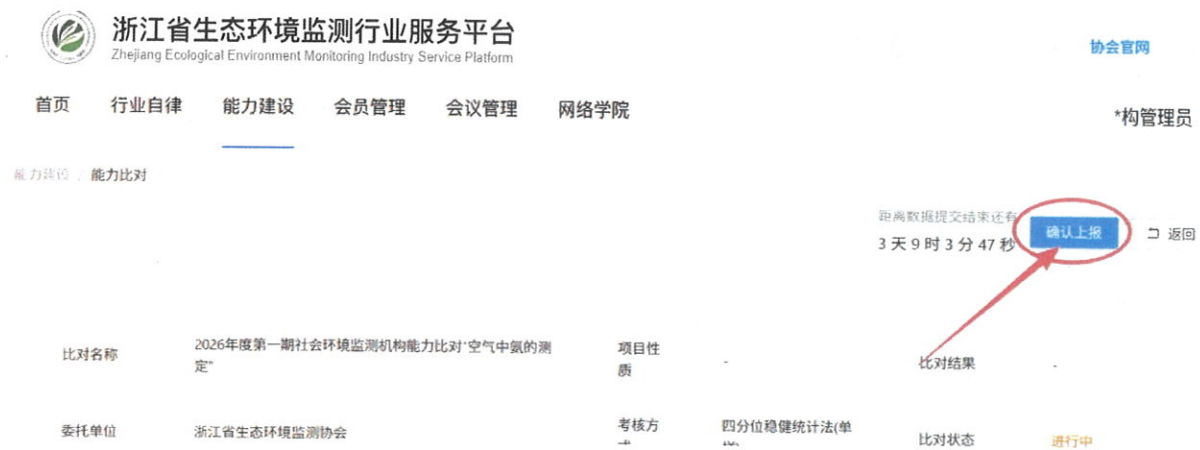 浙江省生态环境监测行业服务平台
Zhejiang Ecological Environment Monitoring Industry Service Platform
协会官网
首页 行业自律 能力建设 会员管理 会议管理 网络学院
*构管理员
能力建设 / 能力比对
距离数据提交结束还有
3 天 9 时 3 分 47 秒
确认上报
返回
比对名称
2026年度第一期社会环境监测机构能力比对"空气中氨的测
定"
项目性
质
-
比对结果
-
委托单位
浙江省生态环境监测协会
考核方
式
四分位稳健统计法(单
比对状态
进行中